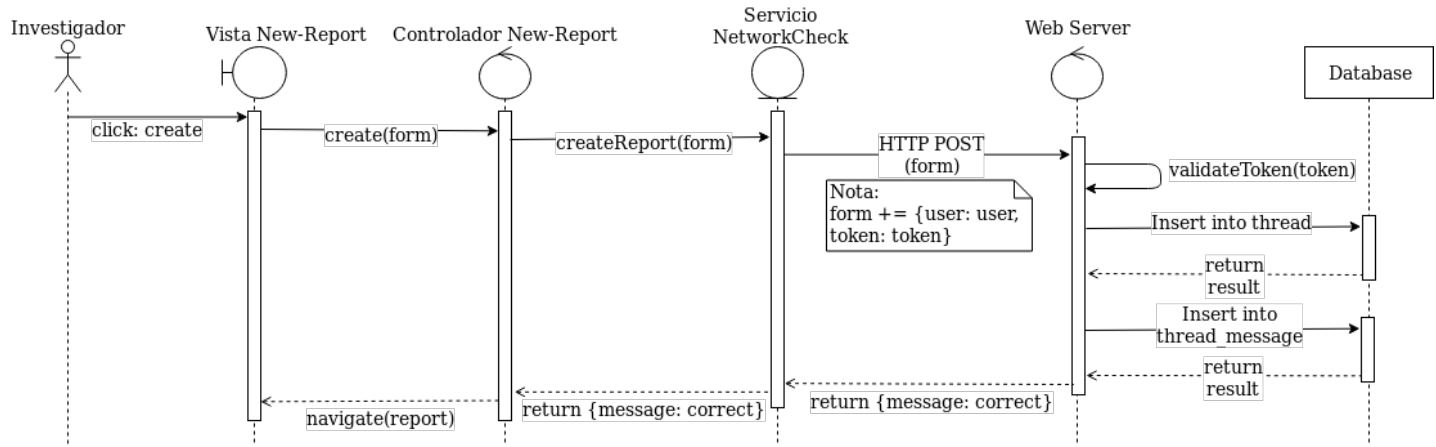 Investigador
Vista New-Report
Controlador New-Report
Servicio
NetworkCheck
Web Server
Database
click: create
create(form)
createReport(form)
HTTP POST
(form)
validateToken(token)
Nota:
form += {user: user,
token: token}
Insert into thread
return
result
Insert into
thread_message
return
result
return {message: correct}
return {message: correct}
navigate(report)